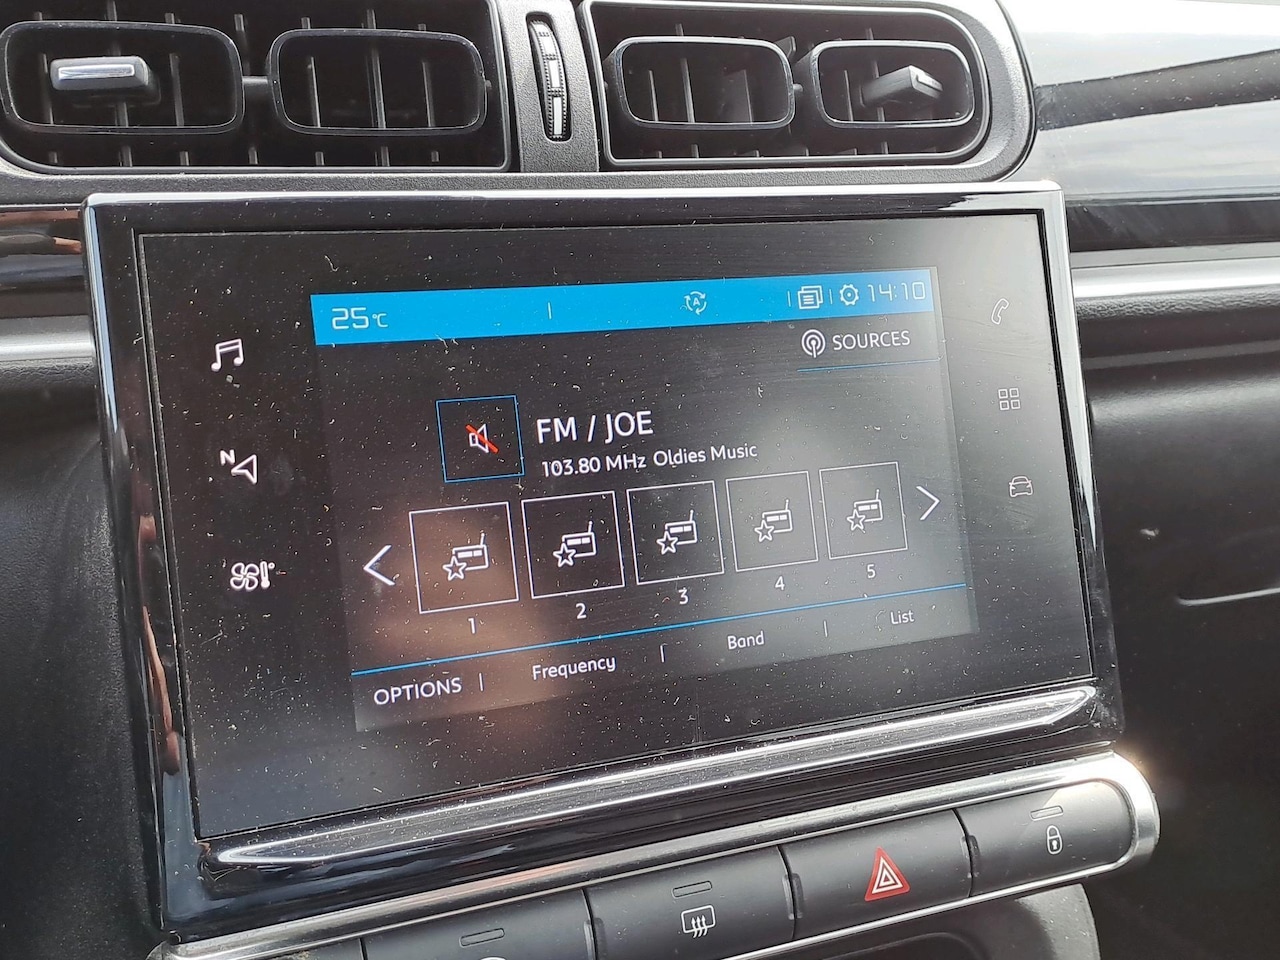 25°C
14:10
SOURCES
FM / JOE
103.80 MHz Oldies Music
1 2 3 4 5
OPTIONS | Frequency | Band | List
N
A